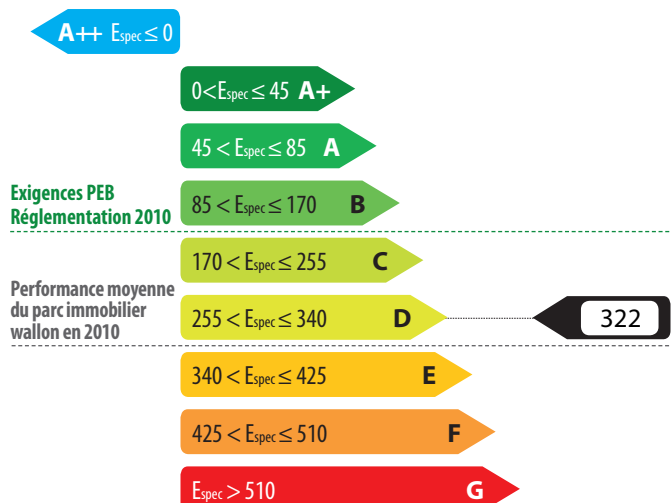 A++ Espec ≤ 0
0<Espec ≤ 45 A+
45 < Espec ≤ 85 A
Exigences PEB
Réglementation 2010
85 < Espec ≤ 170 B
170 < Espec ≤ 255 C
Performance moyenne
du parc immobilier
wallon en 2010
255 < Espec ≤ 340 D
322
340 < Espec ≤ 425 E
425 < Espec ≤ 510 F
Espec > 510 G